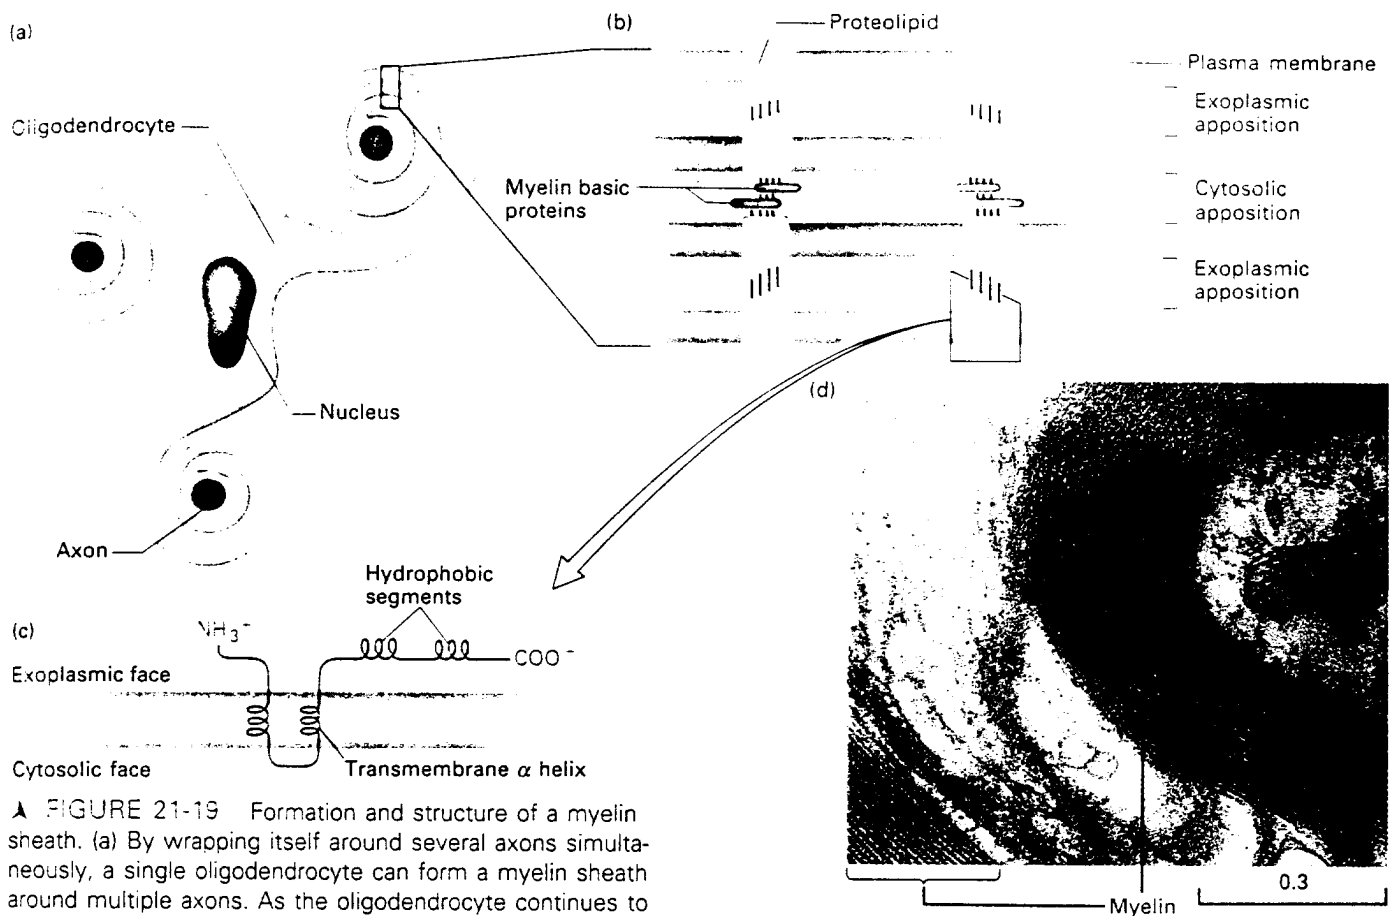 (a)
Oligodendrocyte
Nucleus
Axon
(b)
Proteolipid
Plasma membrane
Exoplasmic
apposition
Myelin basic
proteins
Cytosolic
apposition
Exoplasmic
apposition
(c)
NH3+
Hydrophobic
segments
COO−
Exoplasmic face
Cytosolic face
Transmembrane α helix
(d)
0.3
Myelin
FIGURE 21-19 Formation and structure of a myelin
sheath. (a) By wrapping itself around several axons simulta-
neously, a single oligodendrocyte can form a myelin sheath
around multiple axons. As the oligodendrocyte continues to